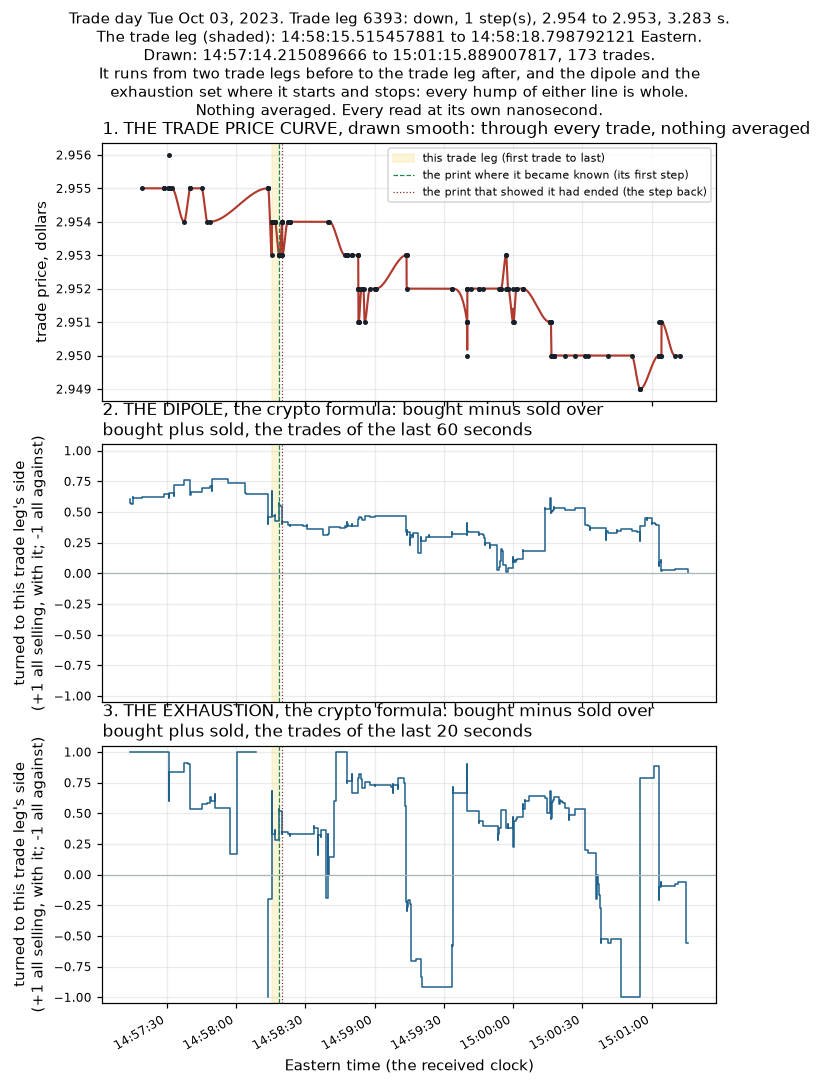 Trade day Tue Oct 03, 2023. Trade leg 6393: down, 1 step(s), 2.954 to 2.953, 3.283 s.
The trade leg (shaded): 14:58:15.515457881 to 14:58:18.798792121 Eastern.
Drawn: 14:57:14.215089666 to 15:01:15.889007817, 173 trades.
It runs from two trade legs before to the trade leg after, and the dipole and the
exhaustion set where it starts and stops: every hump of either line is whole.
Nothing averaged. Every read at its own nanosecond.
1. THE TRADE PRICE CURVE, drawn smooth: through every trade, nothing averaged
this trade leg (first trade to last)
the print where it became known (its first step)
the print that showed it had ended (the step back)
trade price, dollars
2.956
2.955
2.954
2.953
2.952
2.951
2.950
2.949
2. THE DIPOLE, the crypto formula: bought minus sold over
bought plus sold, the trades of the last 60 seconds
turned to this trade leg's side
(+1 all selling, with it; -1 all against)
1.00
0.75
0.50
0.25
0.00
−0.25
−0.50
−0.75
−1.00
3. THE EXHAUSTION, the crypto formula: bought minus sold over
bought plus sold, the trades of the last 20 seconds
turned to this trade leg's side
(+1 all selling, with it; -1 all against)
1.00
0.75
0.50
0.25
0.00
−0.25
−0.50
−0.75
−1.00
14:57:30
14:58:00
14:58:30
14:59:00
14:59:30
15:00:00
15:00:30
15:01:00
Eastern time (the received clock)